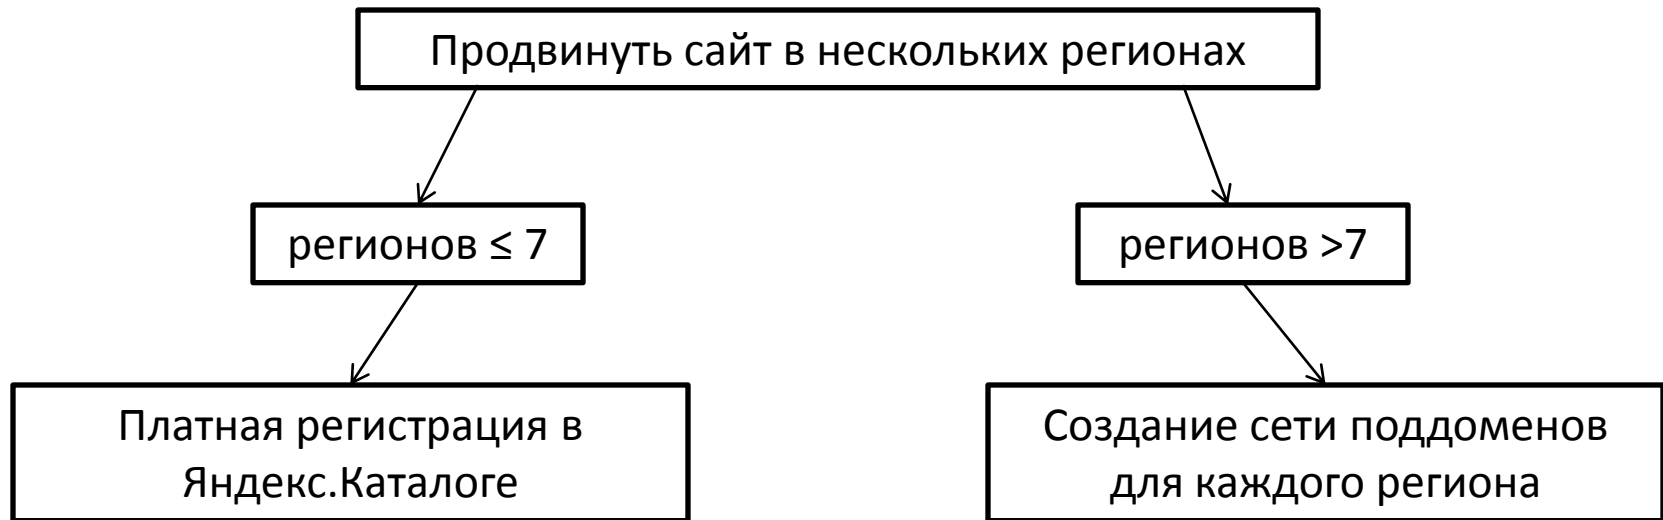 Продвинуть сайт в нескольких регионах
регионов ≤ 7
регионов >7
Платная регистрация в
Яндекс.Каталоге
Создание сети поддоменов
для каждого региона